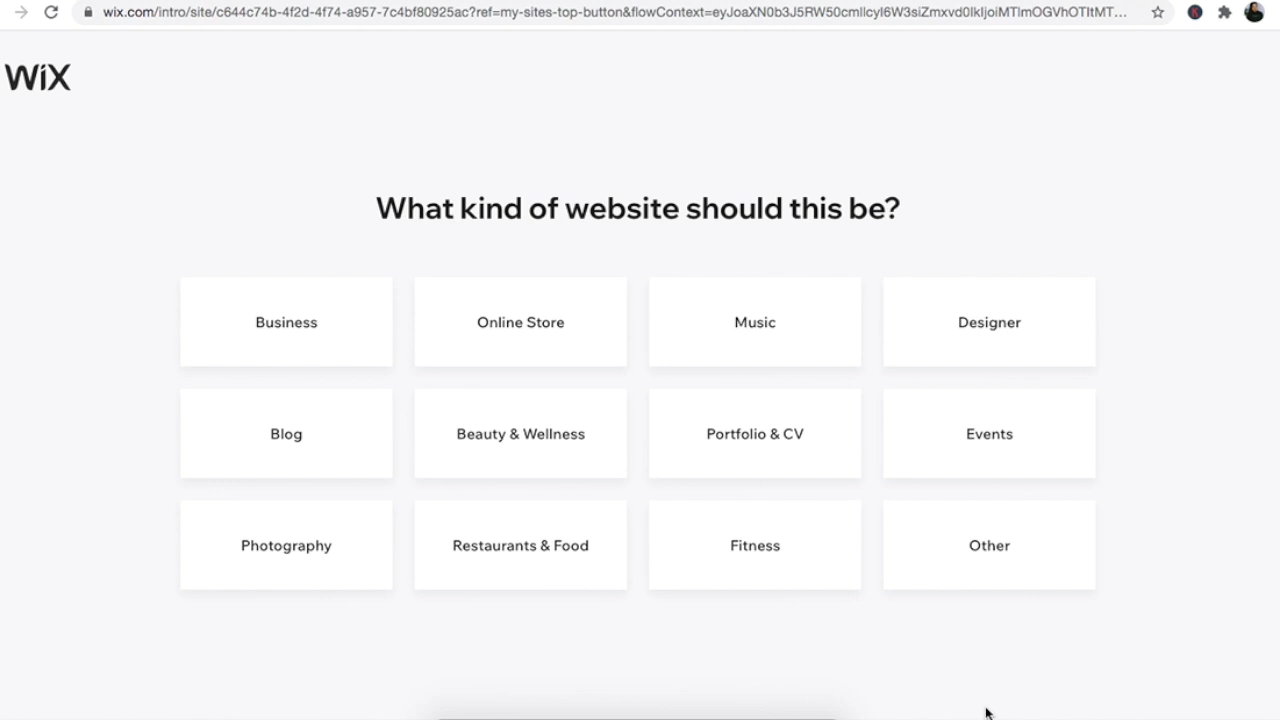 wix.com/intro/site/c644c74b-4f2d-4f74-a957-7c4bf80925ac?ref=my-sites-top-button&flowContext=
WiX
What kind of website should this be?
Business
Online Store
Music
Designer
Blog
Beauty & Wellness
Portfolio & CV
Events
Photography
Restaurants & Food
Fitness
Other